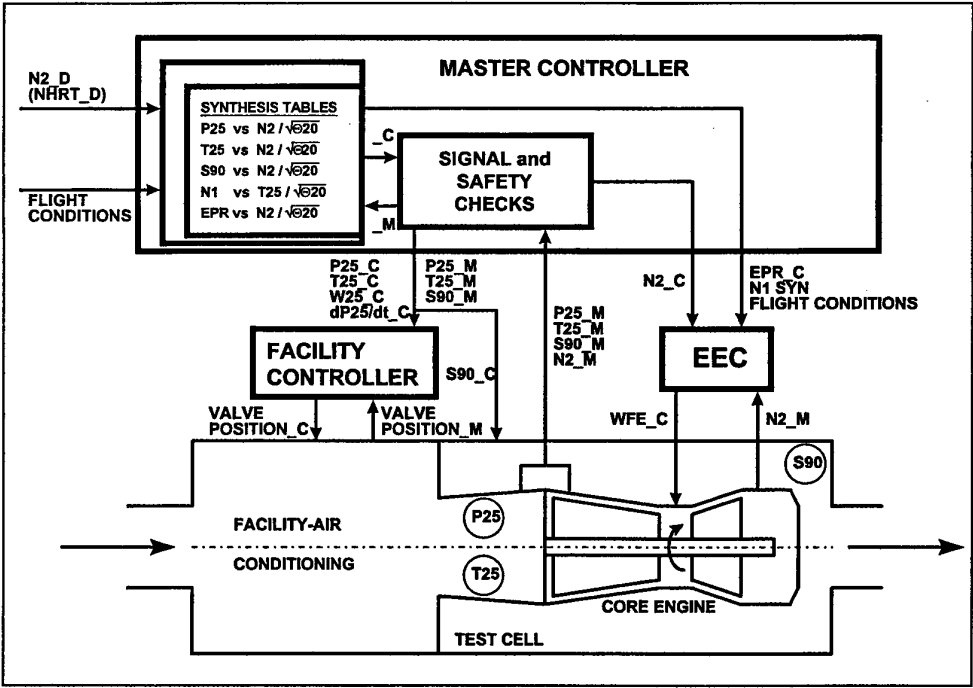 MASTER CONTROLLER
N2_D
(NHRT_D)
FLIGHT
CONDITIONS
SYNTHESIS TABLES
P25 vs N2 / √Θ20
T25 vs N2 / √Θ20
S90 vs N2 / √Θ20
N1 vs T25 / √Θ20
EPR vs N2 / √Θ20
_C
_M
SIGNAL and
SAFETY
CHECKS
P25_C
T25_C
W25_C
dP25/dt_C
P25_M
T25_M
S90_M
P25_M
T25_M
S90_M
N2_M
N2_C
EPR_C
N1 SYN
FLIGHT CONDITIONS
FACILITY
CONTROLLER
S90_C
EEC
VALVE
POSITION_C
VALVE
POSITION_M
WFE_C
N2_M
S90
P25
T25
FACILITY-AIR
CONDITIONING
CORE ENGINE
TEST CELL